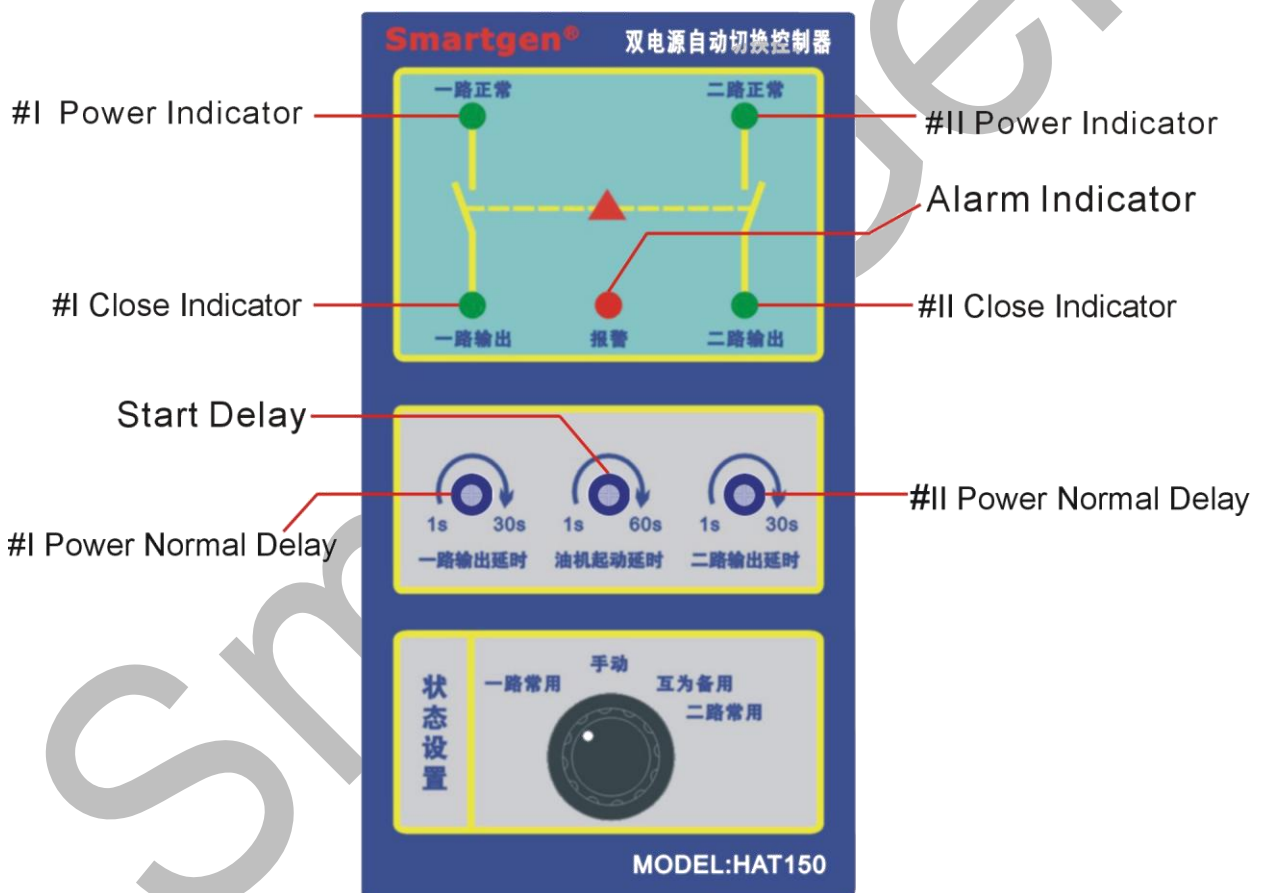 Smartgen® 双电源自动切换控制器
一路正常 二路正常
#I Power Indicator
#II Power Indicator
Alarm Indicator
#I Close Indicator
#II Close Indicator
一路输出 报警 二路输出
Start Delay
#I Power Normal Delay
#II Power Normal Delay
1s 30s 1s 60s 1s 30s
一路输出延时 油机起动延时 二路输出延时
状态设置
一路常用 手动 互为备用
二路常用
MODEL:HAT150
Sm